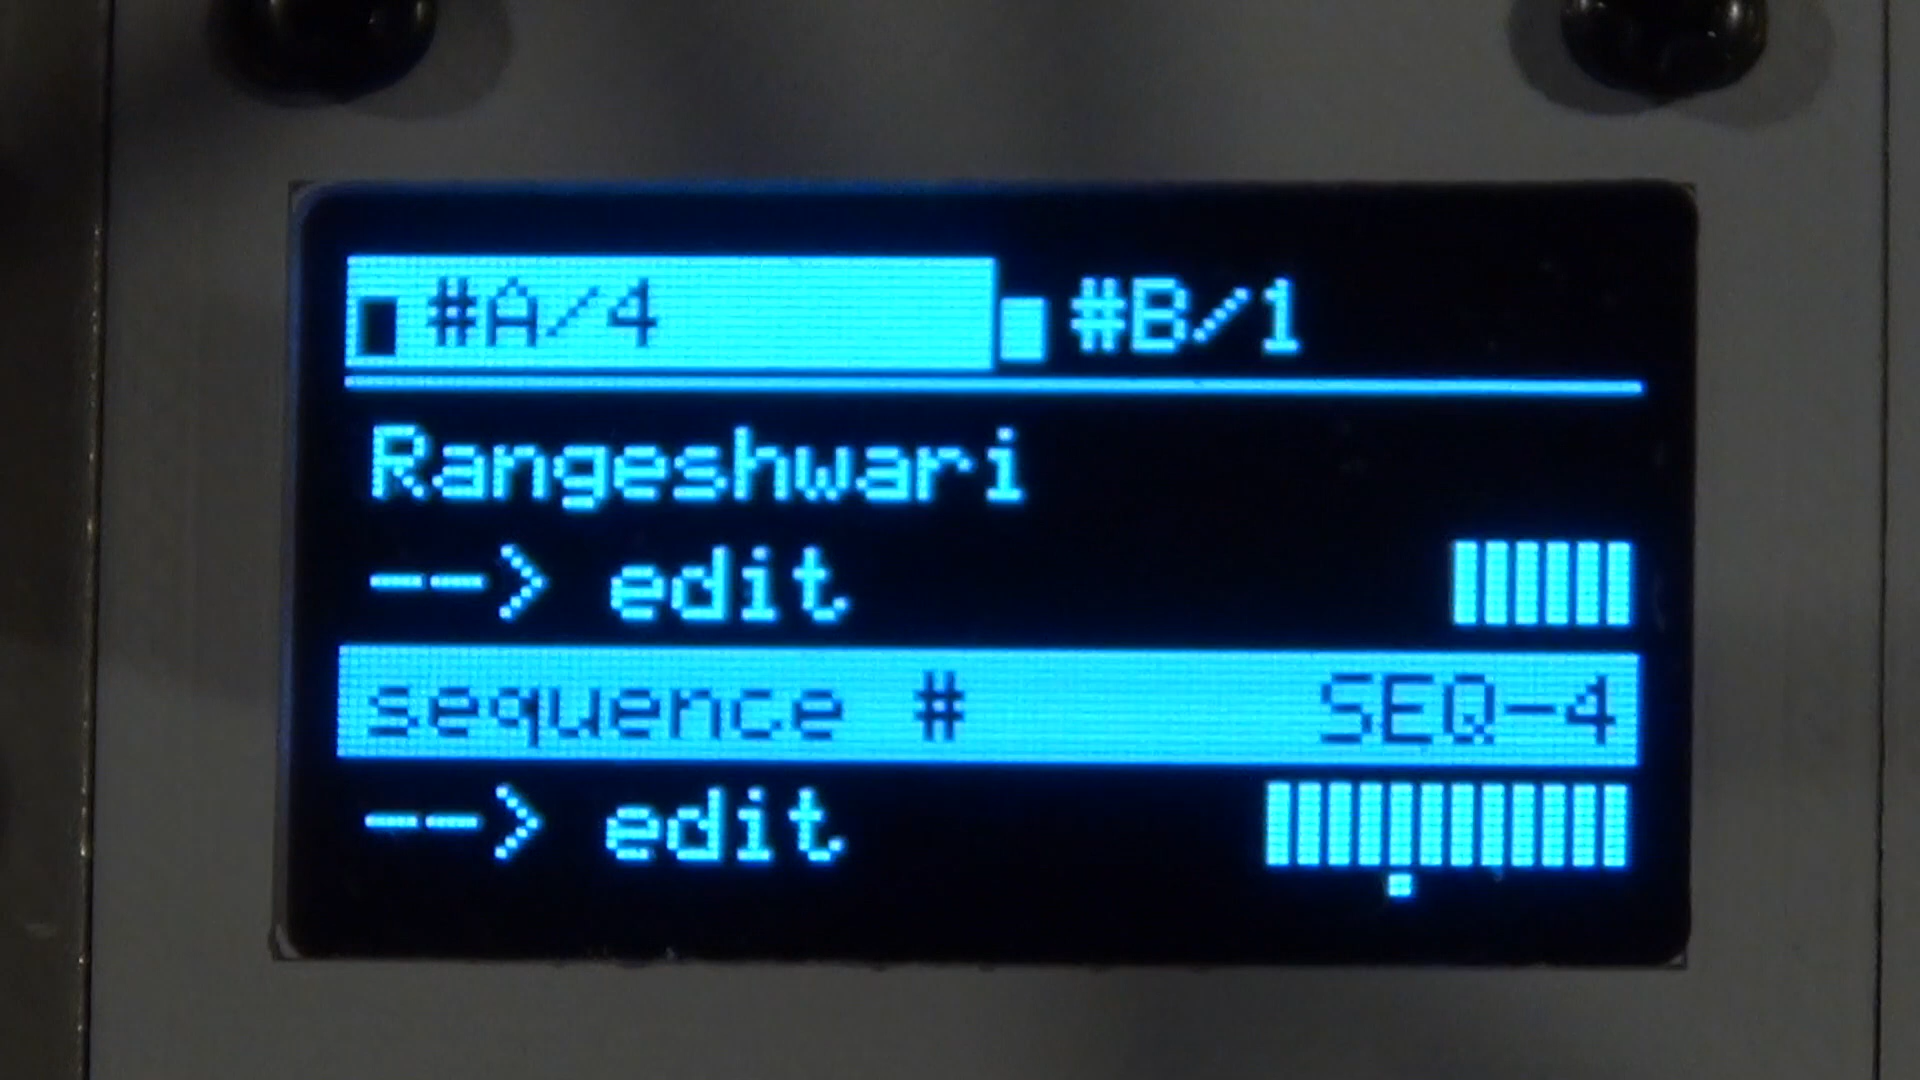 #A/4 #B/1
Rangeshwari
--> edit
sequence # SEQ-4
--> edit